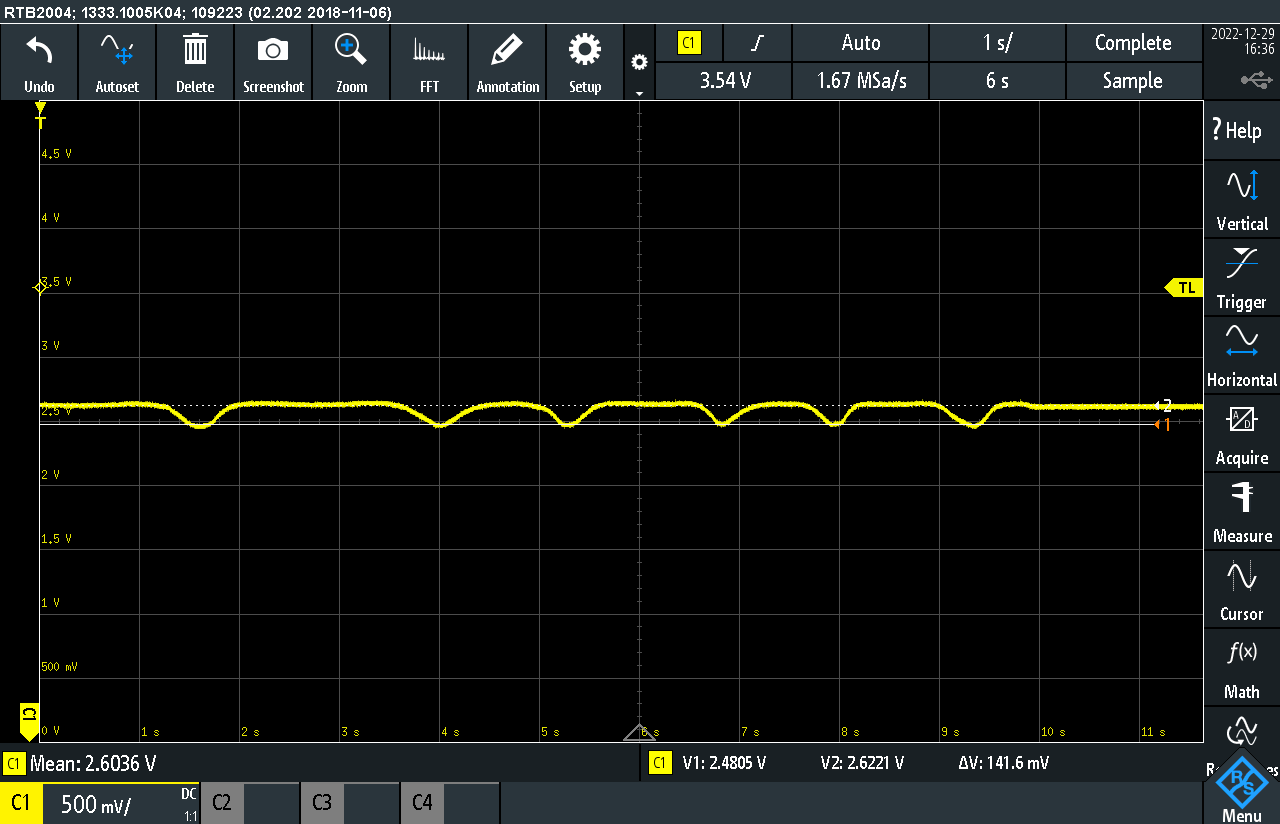 RTB2004; 1333.1005K04; 109223 (02.202 2018-11-06)
Undo
Autoset
Delete
Screenshot
Zoom
FFT
Annotation
Setup
C1
Auto
1 s/
Complete
3.54 V
1.67 MSa/s
6 s
Sample
2022-12-29
16:36
T
4.5 V
4 V
3.5 V
TL
3 V
2.5 V
2
1
2 V
1.5 V
1 V
500 mV
C1
0 V
1 s
2 s
3 s
4 s
5 s
6 s
7 s
8 s
9 s
10 s
11 s
? Help
Vertical
Trigger
Horizontal
A/D
Acquire
Measure
Cursor
f(x)
Math
R&S
Menu
C1 Mean: 2.6036 V
C1 V1: 2.4805 V V2: 2.6221 V ΔV: 141.6 mV
C1 500 mV/ DC
1:1
C2
C3
C4